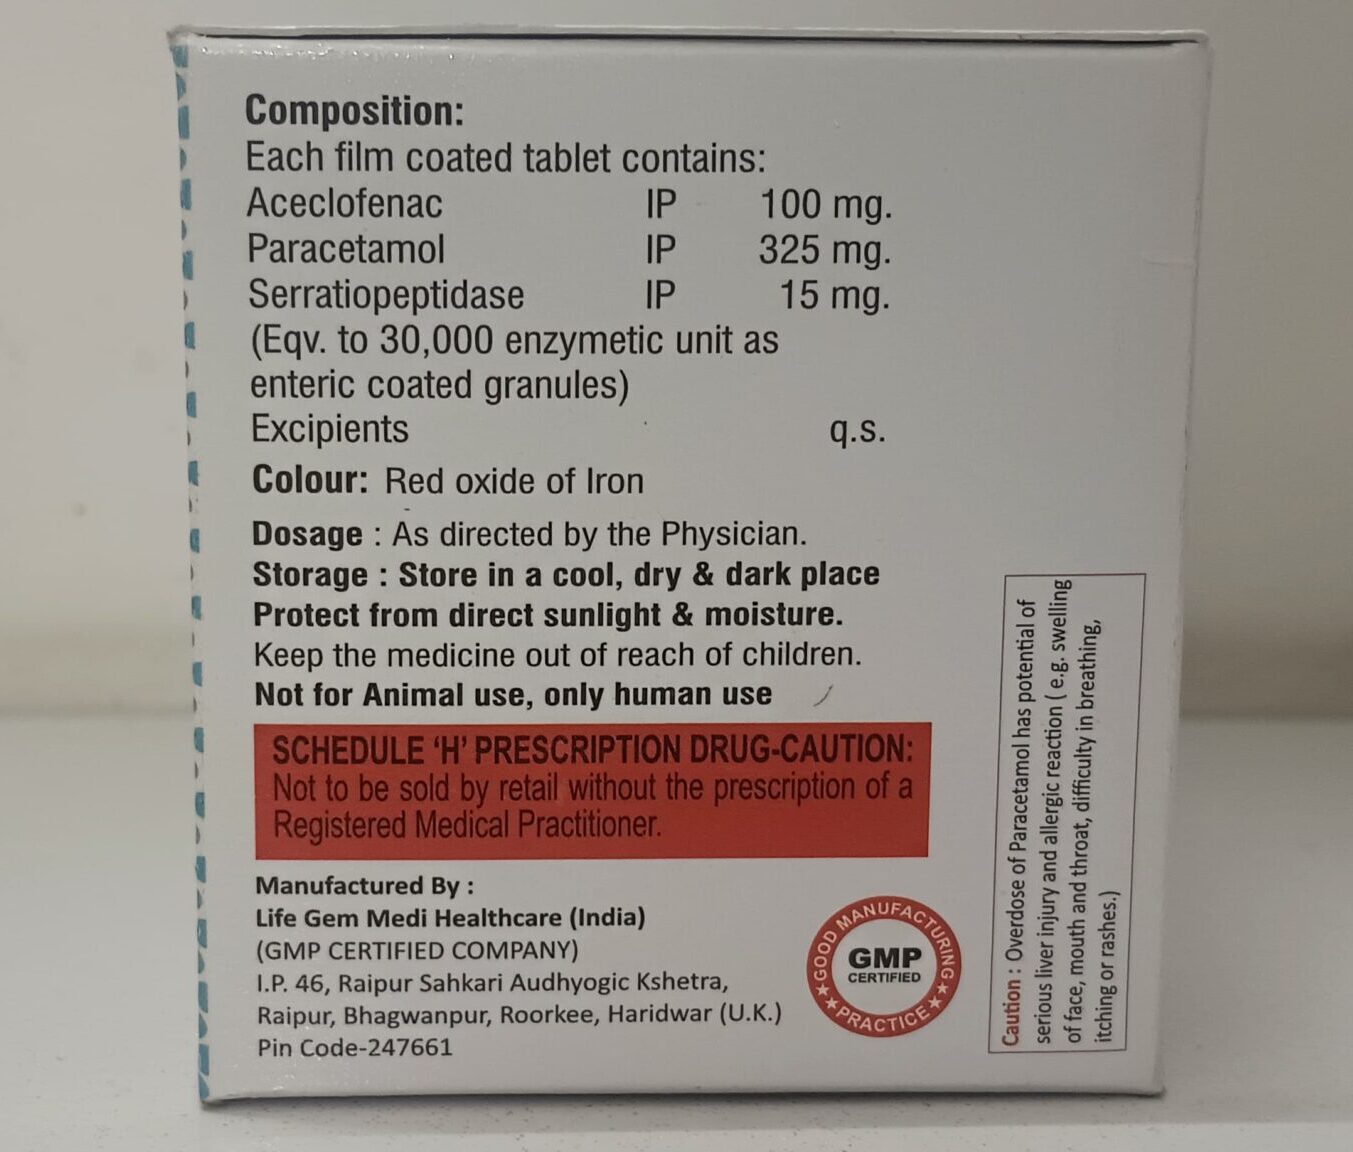 Composition:
Each film coated tablet contains:
Aceclofenac IP 100 mg.
Paracetamol IP 325 mg.
Serratiopeptidase IP 15 mg.
(Eqv. to 30,000 enzymetic unit as
enteric coated granules)
Excipients q.s.
Colour: Red oxide of Iron
Dosage : As directed by the Physician.
Storage : Store in a cool, dry & dark place
Protect from direct sunlight & moisture.
Keep the medicine out of reach of children.
Not for Animal use, only human use
SCHEDULE ‘H’ PRESCRIPTION DRUG-CAUTION:
Not to be sold by retail without the prescription of a
Registered Medical Practitioner.
Manufactured By :
Life Gem Medi Healthcare (India)
(GMP CERTIFIED COMPANY)
I.P. 46, Raipur Sahkari Audhyogic Kshetra,
Raipur, Bhagwanpur, Roorkee, Haridwar (U.K.)
Pin Code-247661
GOOD MANUFACTURING
GMP
CERTIFIED
PRACTICE
Caution : Overdose of Paracetamol has potential of
serious liver injury and allergic reaction ( e.g. swelling
of face, mouth and throat, difficulty in breathing,
itching or rashes.)